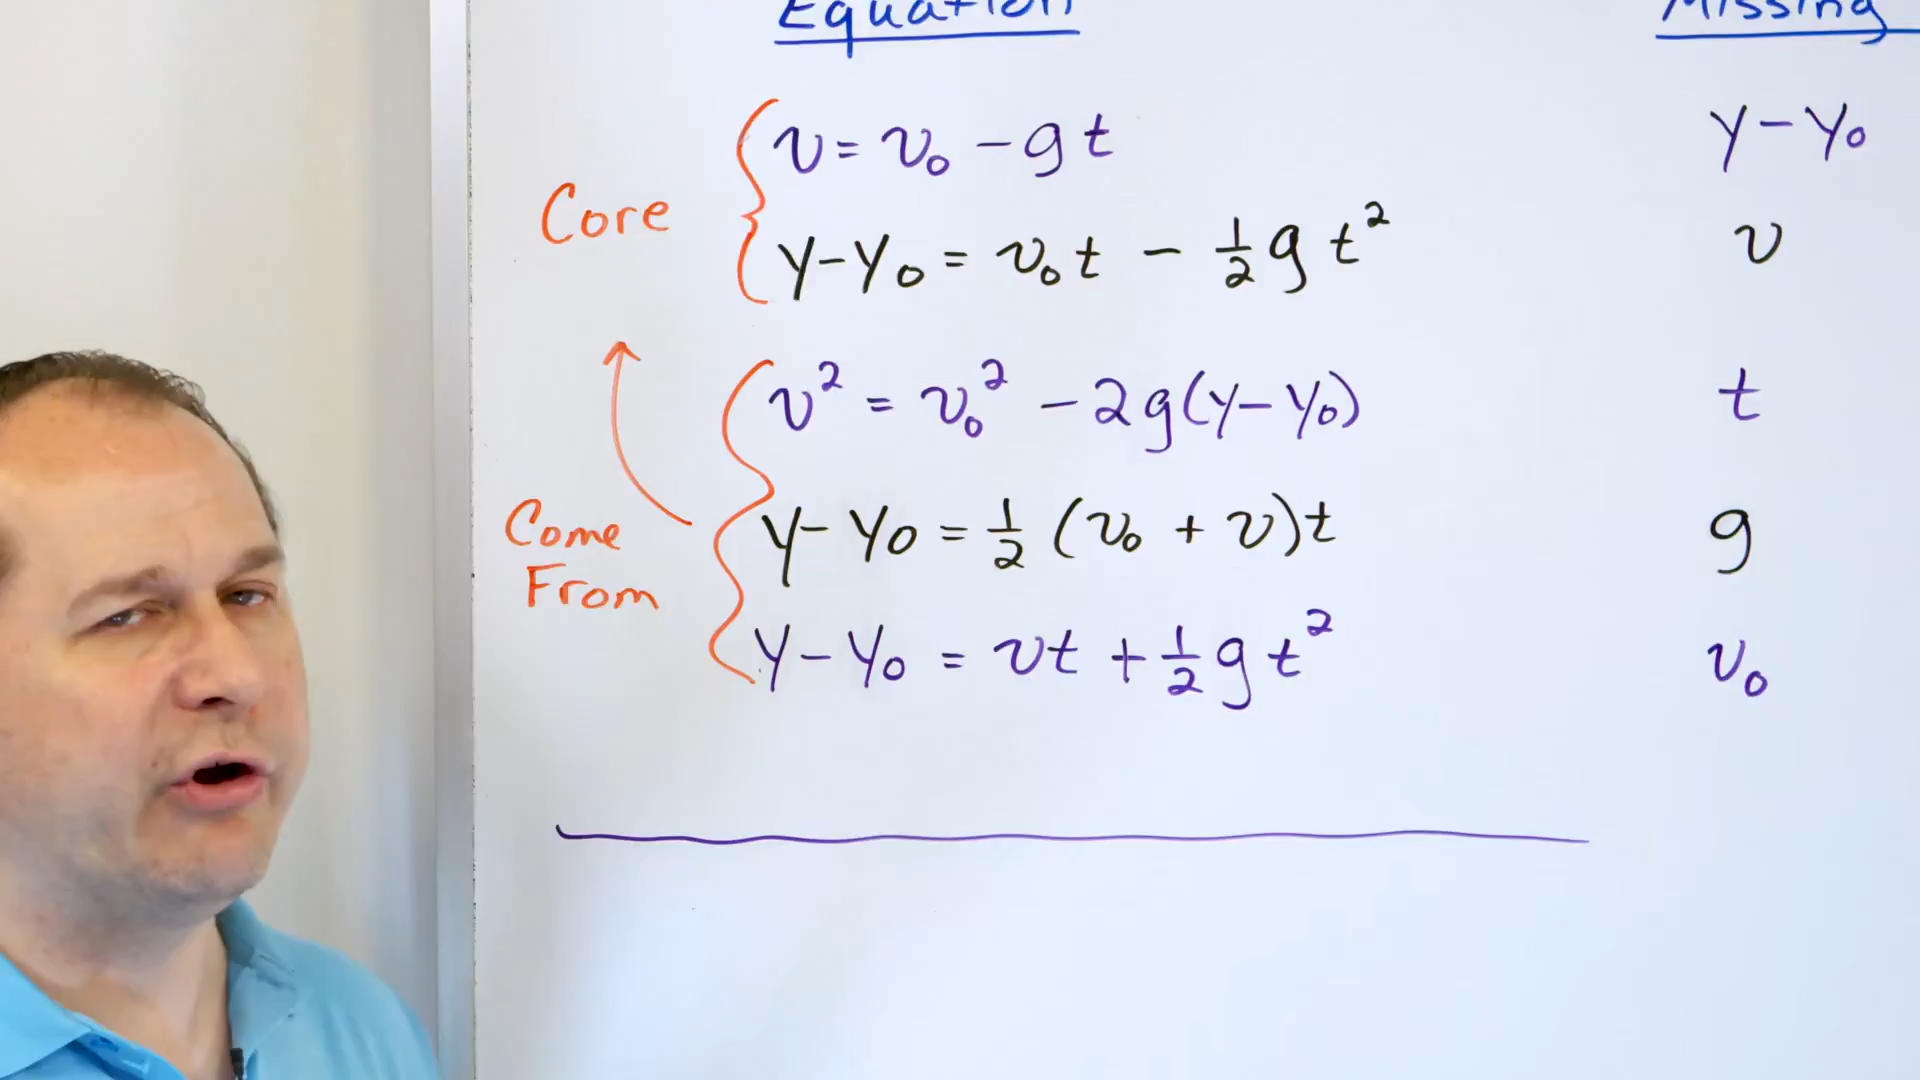 Equation Missing
v = v₀ - gt y - y₀
Core
y - y₀ = v₀t - ½gt² v
v² = v₀² - 2g(y - y₀) t
Come y - y₀ = ½(v₀ + v)t g
From
y - y₀ = vt + ½gt² v₀